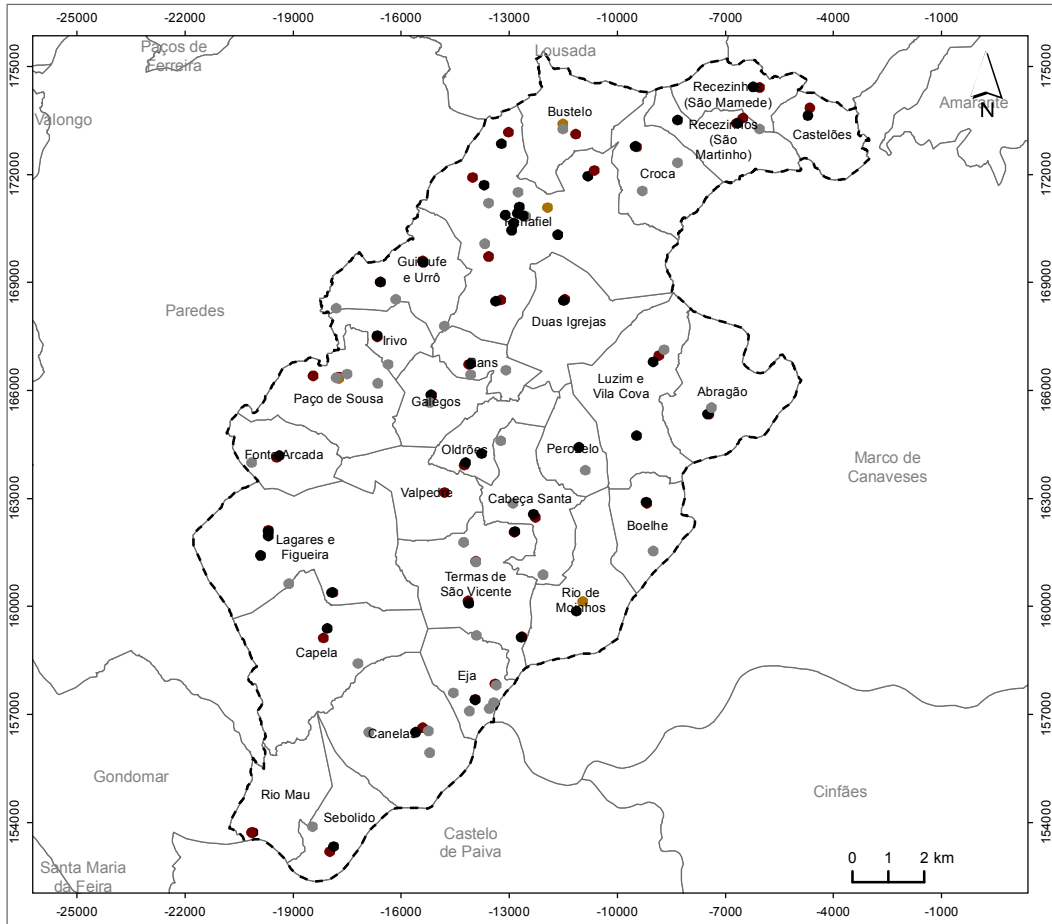 -25000 -22000 -19000 -16000 -13000 -10000 -7000 -4000 -1000
175000 175000
172000 172000
169000 169000
166000 166000
163000 163000
160000 160000
157000 157000
154000 154000
Paços de
Ferreira
Lousada
Valongo
Amarante
N
Bustelo
Recezinhos
(São Mamede)
Recezinhos
(São
Martinho)
Castelões
Croca
Penafiel
Guilhufe
e Urrô
Paredes
Duas Igrejas
Irivo
Rans
Luzim e
Vila Cova
Abragão
Paço de Sousa
Galegos
Fonte Arcada
Oldrões
Perozelo
Marco de
Canaveses
Valpedre
Cabeça Santa
Boelhe
Lagares e
Figueira
Termas de
São Vicente
Rio de
Moinhos
Capela
Eja
Canelas
Gondomar
Rio Mau
Sebolido
Castelo
de Paiva
Cinfães
Santa Maria
da Feira
0 1 2 km
-25000 -22000 -19000 -16000 -13000 -10000 -7000 -4000 -1000